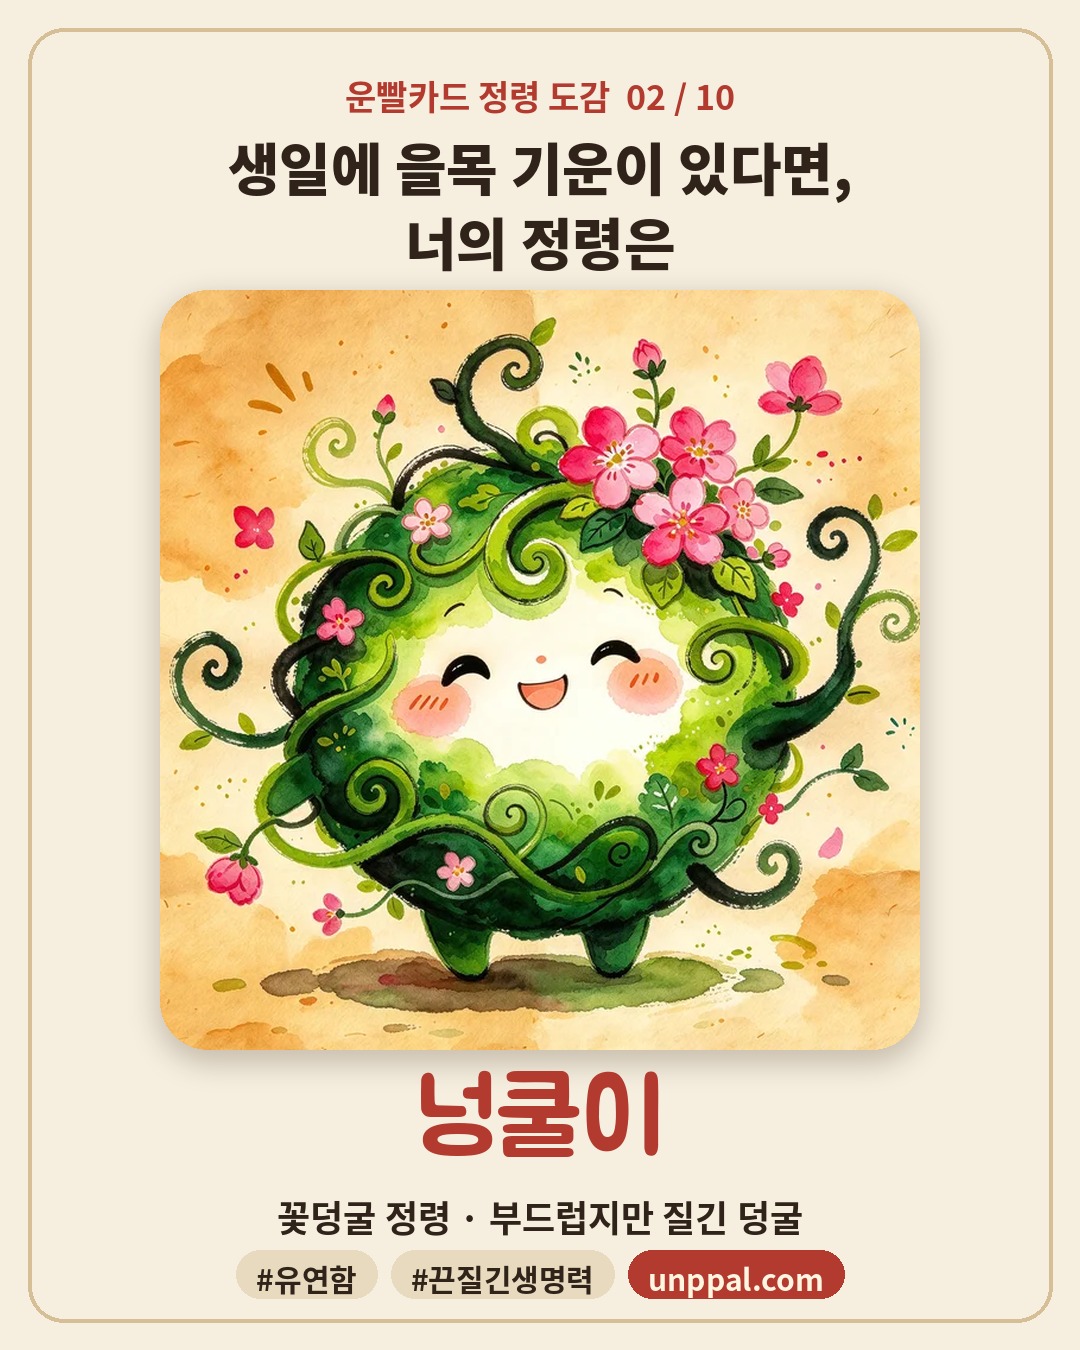 운빨카드 정령 도감 02 / 10
생일에 을목 기운이 있다면,
너의 정령은
넝쿨이
꽃덩굴 정령 · 부드럽지만 질긴 덩굴
#유연함 #끈질긴생명력 unppal.com